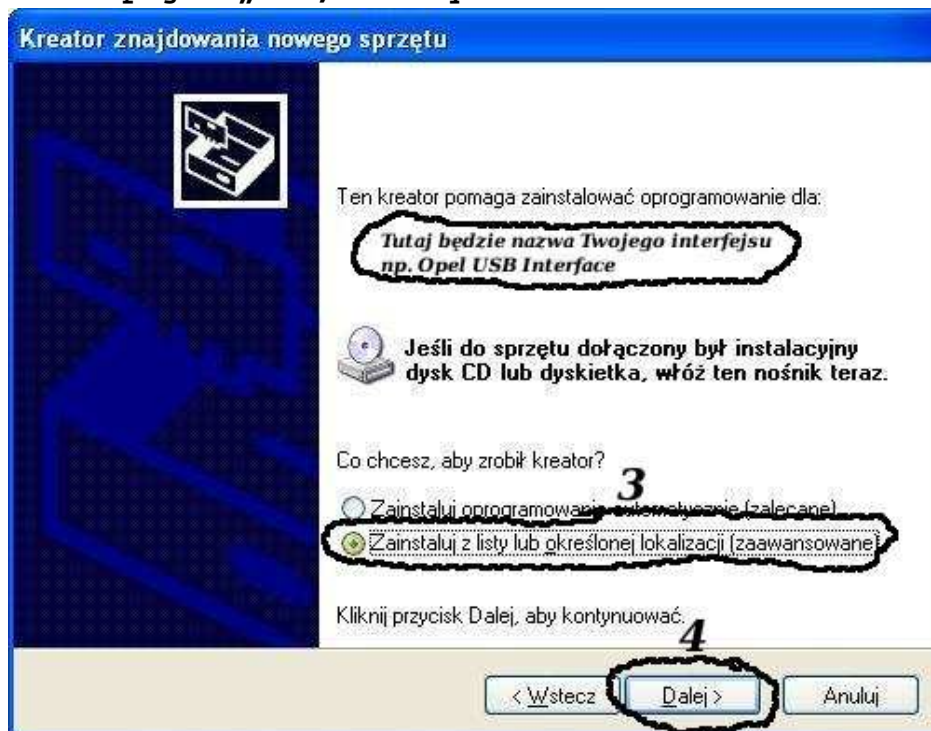 Kreator znajdowania nowego sprzętu
Ten kreator pomaga zainstalować oprogramowanie dla:
Tutaj będzie nazwa Twojego interfejsu
np. Opel USB Interface
Jeśli do sprzętu dołączony był instalacyjny
dysk CD lub dyskietka, włóż ten nośnik teraz.
Co chcesz, aby zrobił kreator?
3
Zainstaluj oprogramowanie automatycznie (zalecane)
Zainstaluj z listy lub określonej lokalizacji (zaawansowane)
Kliknij przycisk Dalej, aby kontynuować.
4
< Wstecz
Dalej >
Anuluj